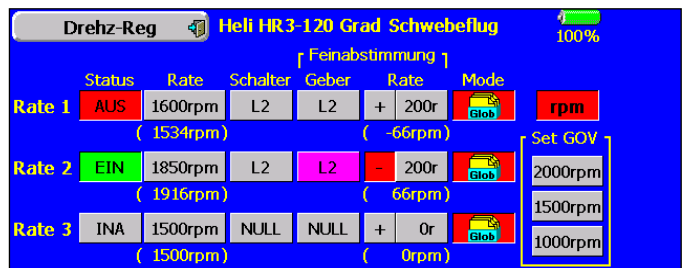 Drehz-Reg Heli HR3-120 Grad Schwebeflug 100%
Feinabstimmung
Status Rate Schalter Geber Rate Mode
Rate 1 AUS 1600rpm L2 L2 + 200r Glob rpm
( 1534rpm) ( -66rpm)
Set GOV
Rate 2 EIN 1850rpm L2 L2 - 200r Glob 2000rpm
( 1916rpm) ( 66rpm)
1500rpm
Rate 3 INA 1500rpm NULL NULL + 0r Glob 1000rpm
( 1500rpm) ( 0rpm)